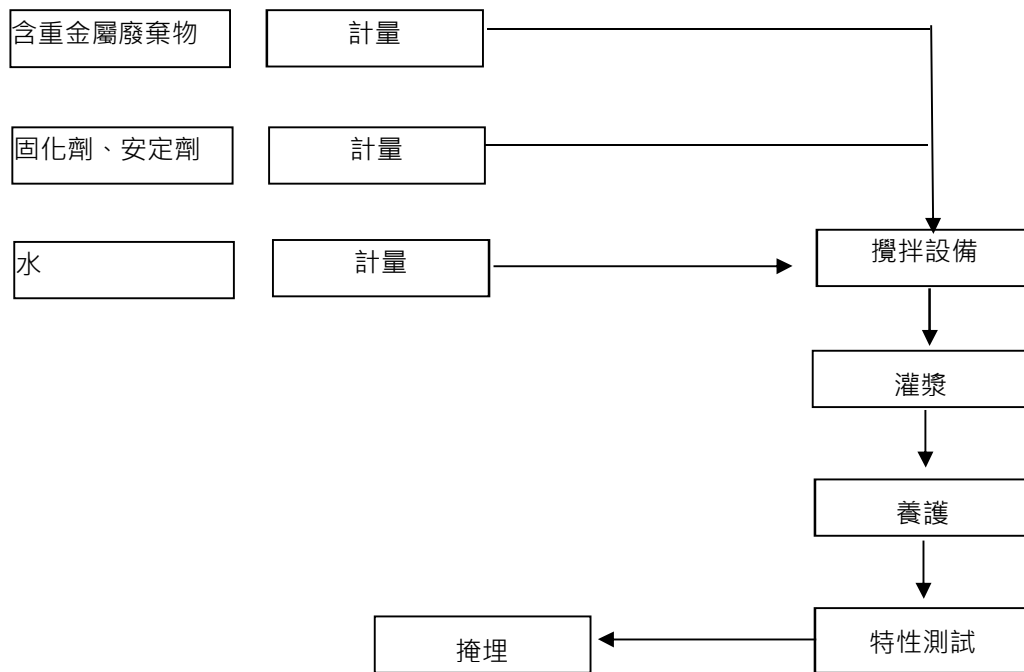 含重金屬廢棄物
計量
固化劑、安定劑
計量
水
計量
攪拌設備
灌漿
養護
特性測試
掩埋